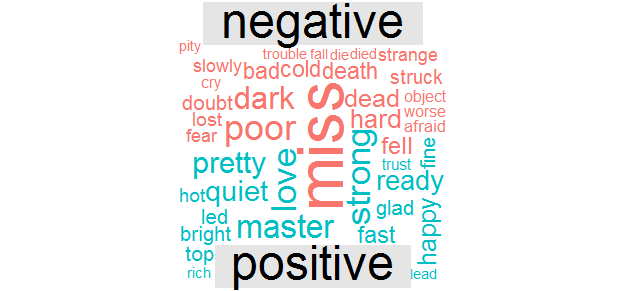 negative
pity trouble fall die died strange
slowly bad cold death struck
cry
doubt dark miss dead object
lost poor hard worse
fear afraid
fell
pretty love strong trust fine
hot quiet ready
led master glad happy
bright fast
top
rich positive lead